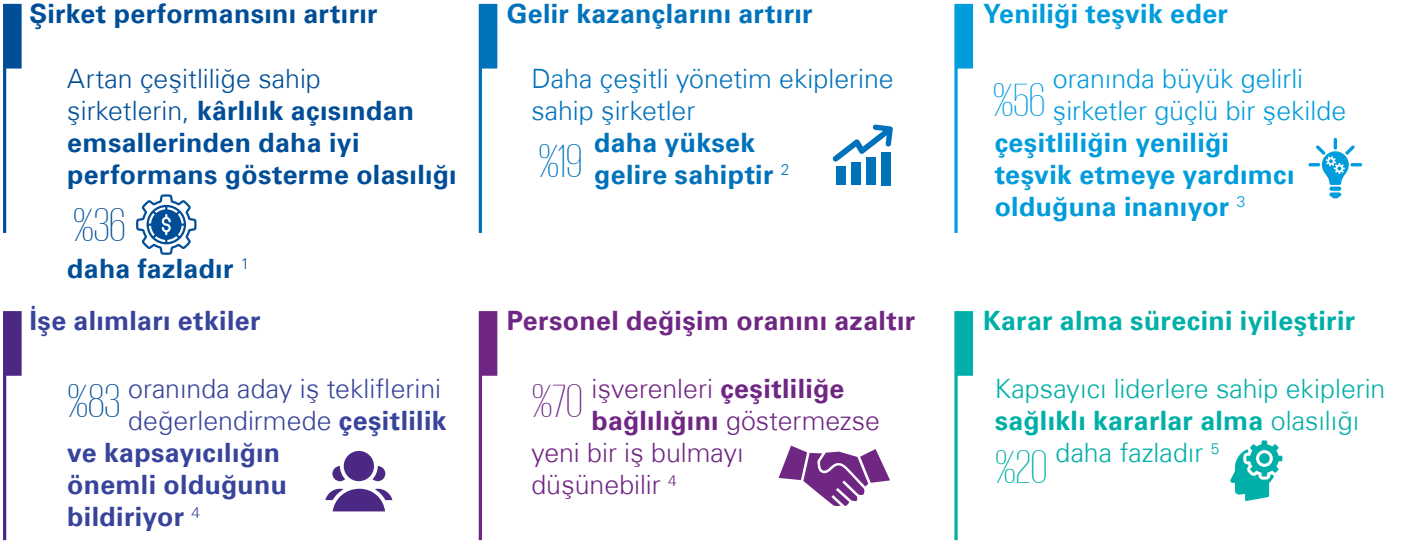 Şirket performansını artırır
Artan çeşitliliğe sahip
şirketlerin, kârlılık açısından
emsallerinden daha iyi
performans gösterme olasılığı
%36
daha fazladır 1
Gelir kazançlarını artırır
Daha çeşitli yönetim ekiplerine
sahip şirketler
%19 daha yüksek
gelire sahiptir 2
Yeniliği teşvik eder
%56 oranında büyük gelirli
şirketler güçlü bir şekilde
çeşitliliğin yeniliği
teşvik etmeye yardımcı
olduğuna inanıyor 3
İşe alımları etkiler
%83 oranında aday iş tekliflerini
değerlendirmede çeşitlilik
ve kapsayıcılığın
önemli olduğunu
bildiriyor 4
Personel değişim oranını azaltır
%70 işverenleri çeşitliliğe
bağlılığını göstermezse
yeni bir iş bulmayı
düşünebilir 4
Karar alma sürecini iyileştirir
Kapsayıcı liderlere sahip ekiplerin
sağlıklı kararlar alma olasılığı
%20 daha fazladır 5